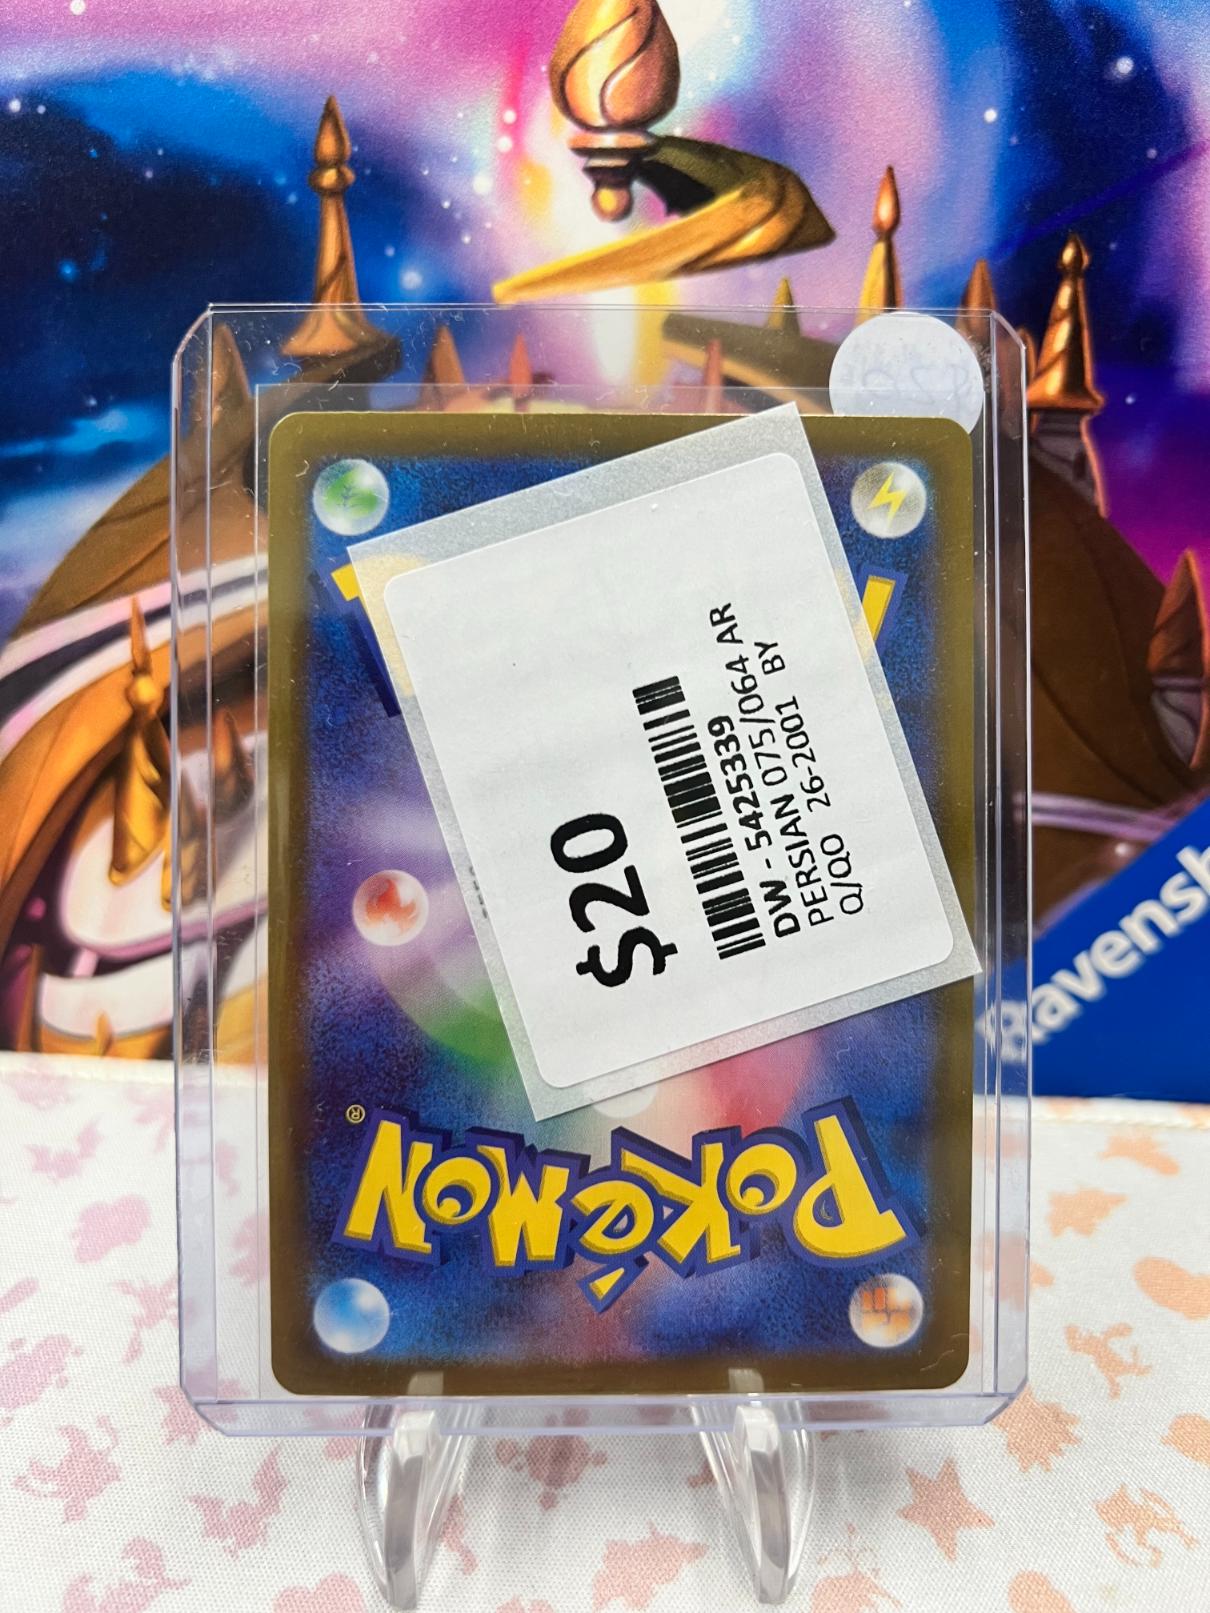 $20
DW - 5425339
PERSIAN 075/064 AR
Q/QO 26-2001 BY
POKéMON
®
Ravensb